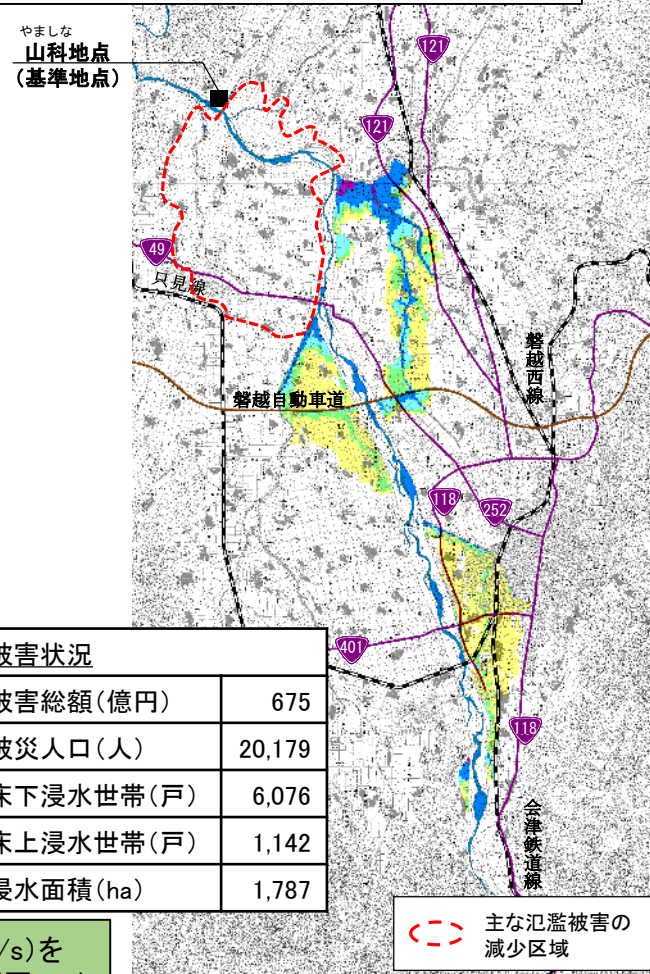 やましな
山科地点
(基準地点)
121
121
49
只見線
磐越西線
磐越自動車道
118
252
401
118
会津鉄道線
被害状況
被害総額(億円) 675
被災人口(人) 20,179
床下浸水世帯(戸) 6,076
床上浸水世帯(戸) 1,142
浸水面積(ha) 1,787
主な氾濫被害の
減少区域
/s)を